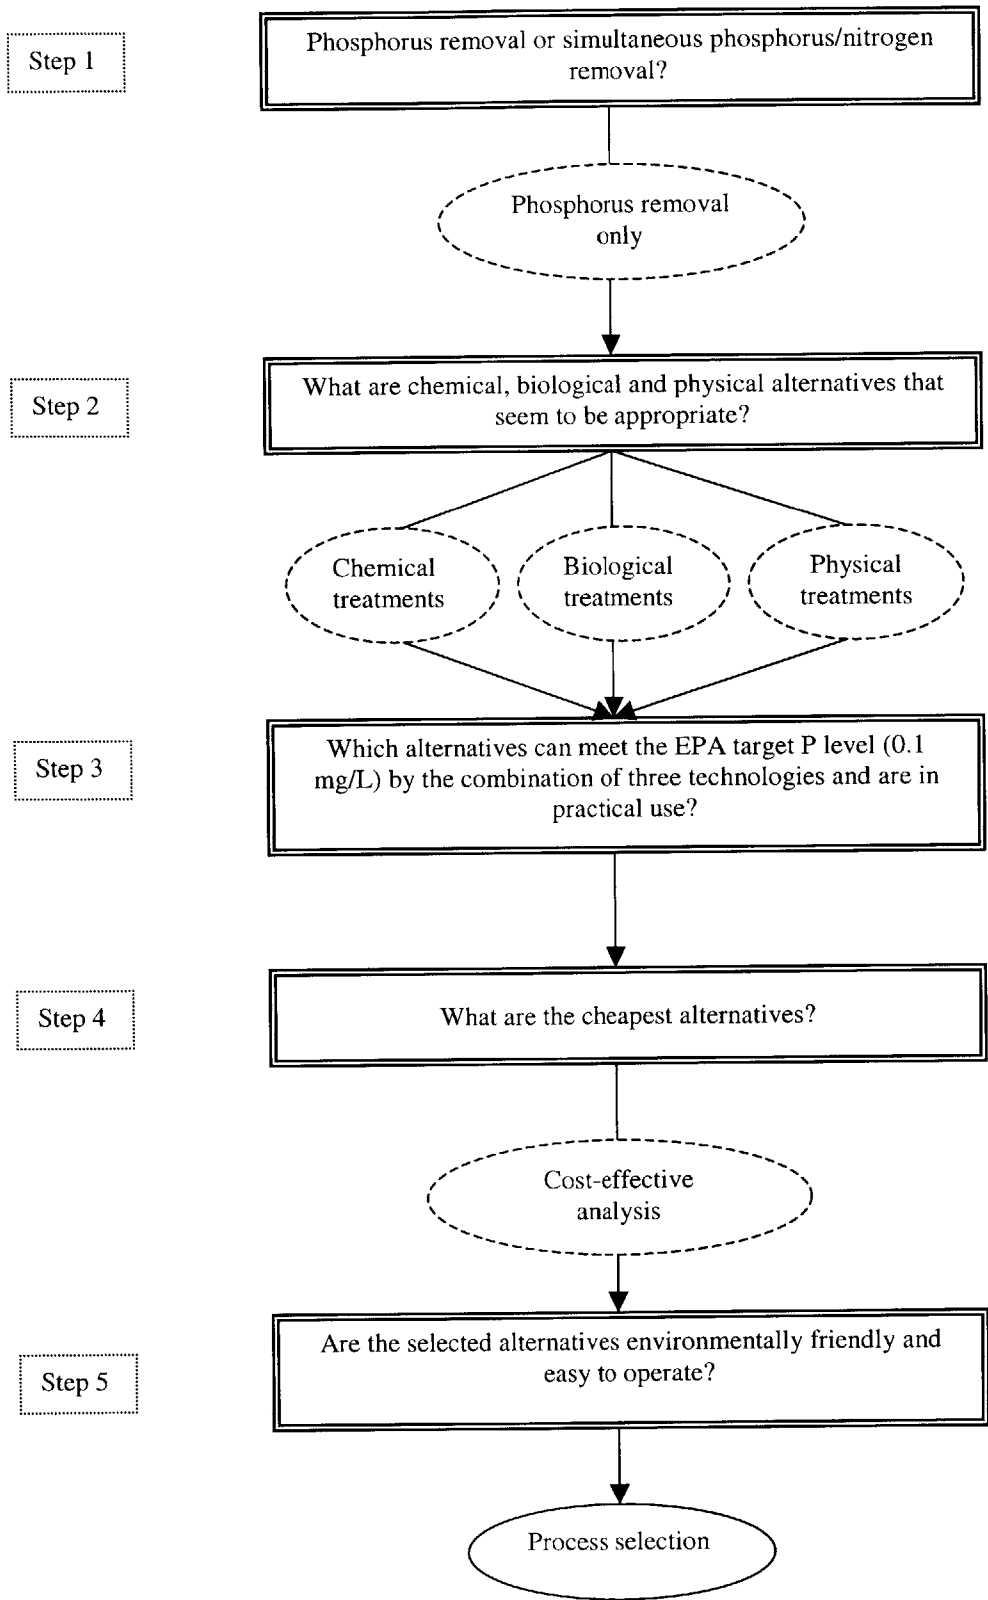 Step 1
Phosphorus removal or simultaneous phosphorus/nitrogen
removal?
Phosphorus removal
only
Step 2
What are chemical, biological and physical alternatives that
seem to be appropriate?
Chemical
treatments
Biological
treatments
Physical
treatments
Step 3
Which alternatives can meet the EPA target P level (0.1
mg/L) by the combination of three technologies and are in
practical use?
Step 4
What are the cheapest alternatives?
Cost-effective
analysis
Step 5
Are the selected alternatives environmentally friendly and
easy to operate?
Process selection